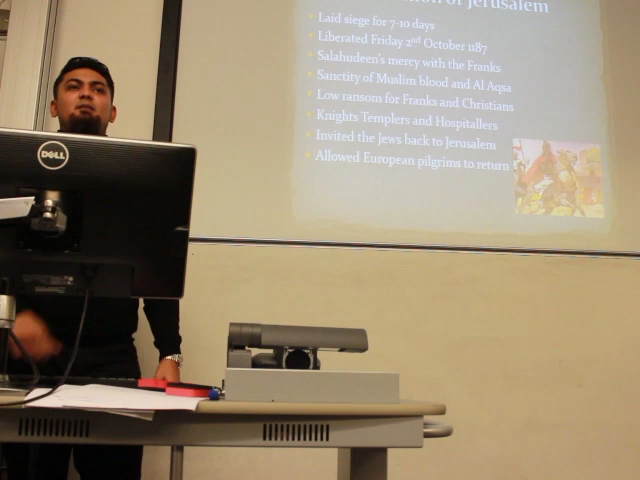 of Jerusalem
Laid siege for 7-10 days
Liberated Friday 2nd October 1187
Salahudeen's mercy with the Franks
Sanctity of Muslim blood and Al Aqsa
Low ransom for Franks and Christians
Knights Templers and Hospitallers
Invited the Jews back to Jerusalem
Allowed European pilgrims to return
DELL